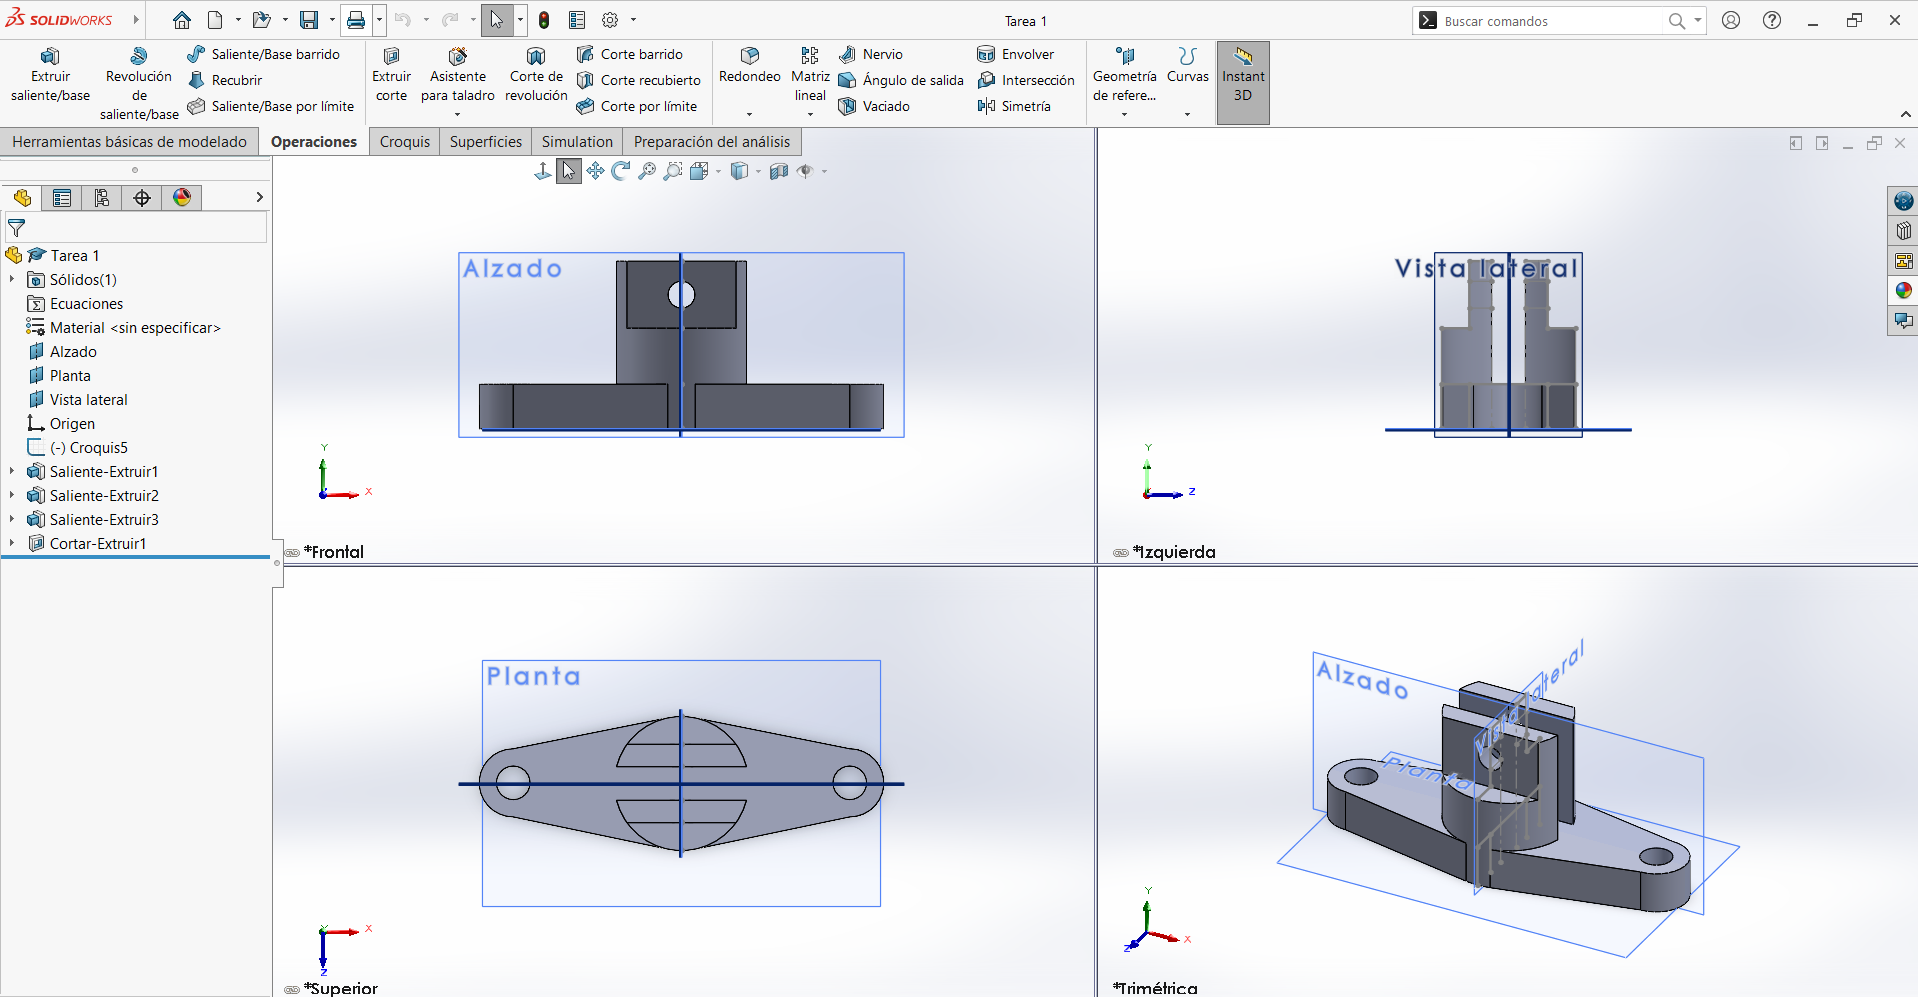 SOLIDWORKS
Tarea 1
Buscar comandos
Extruir saliente/base
Revolución de saliente/base
Saliente/Base barrido
Recubrir
Saliente/Base por límite
Extruir corte
Asistente para taladro
Corte de revolución
Corte barrido
Corte recubierto
Corte por límite
Redondeo
Matriz lineal
Nervio
Ángulo de salida
Vaciado
Envolver
Intersección
Simetría
Geometría de refere...
Curvas
Instant 3D
Herramientas básicas de modelado
Operaciones
Croquis
Superficies
Simulation
Preparación del análisis
Tarea 1
Sólidos(1)
Ecuaciones
Material <sin especificar>
Alzado
Planta
Vista lateral
Origen
(-) Croquis5
Saliente-Extruir1
Saliente-Extruir2
Saliente-Extruir3
Cortar-Extruir1
Alzado
Y
X
*Frontal
Vista lateral
Y
Z
*Izquierda
Planta
Y
X
Z
*Superior
Alzado
Vista lateral
Planta
Y
X
Z
*Trimétrica